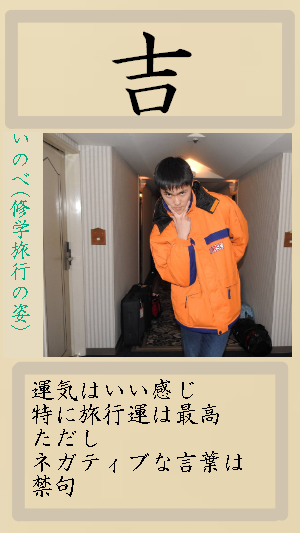 吉
いのべ(修学旅行の姿)
運気はいい感じ
特に旅行運は最高
ただし
ネガティブな言葉は
禁句